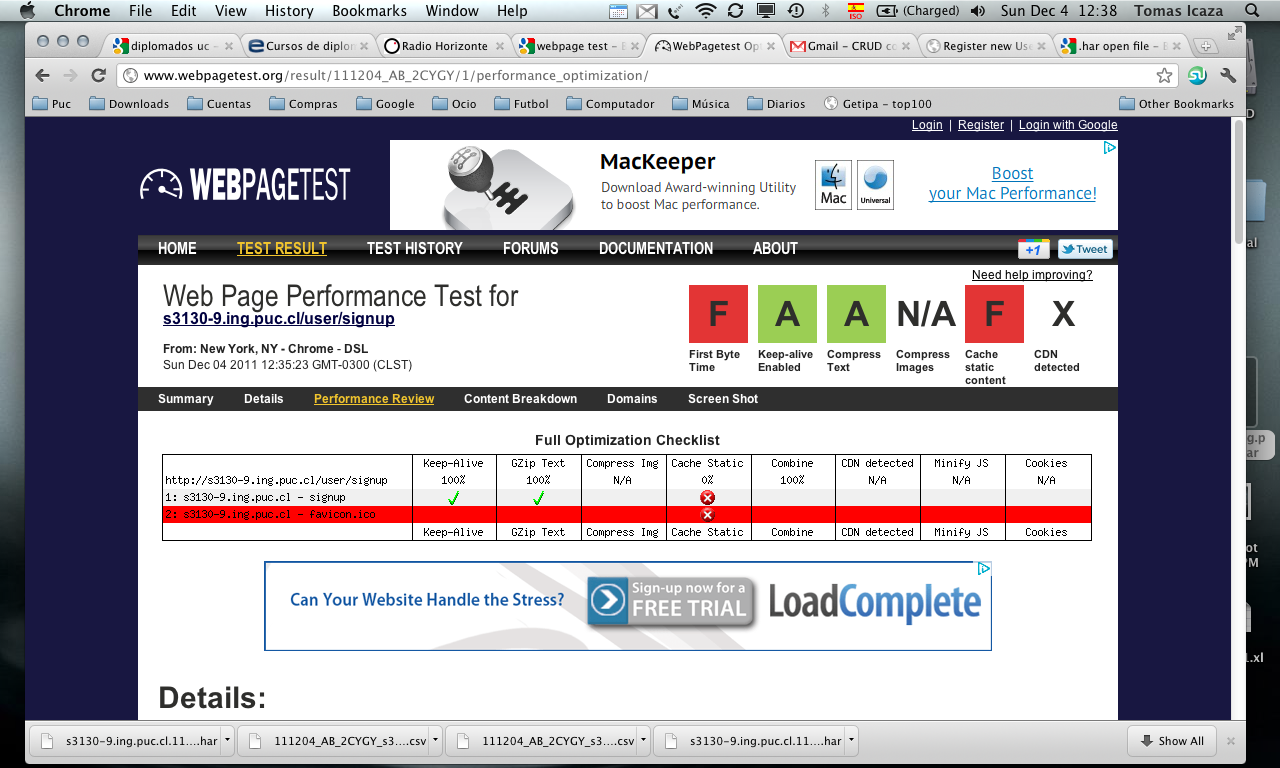 Chrome File Edit View History Bookmarks Window Help ISO (Charged) Sun Dec 4 12:38 Tomas Icaza
diplomados uc – Cursos de diplon Radio Horizonte webpage test – WebPagetest Op Gmail – CRUD co Register new Use .har open file –
www.webpagetest.org/result/111204_AB_2CYGY/1/performance_optimization/
Puc Downloads Cuentas Compras Google Ocio Futbol Computador Música Diarios Getipa – top100 Other Bookmarks
Login | Register | Login with Google
WEBPAGETEST
MacKeeper
Download Award-winning Utility
to boost Mac performance.
Mac Universal
Boost
your Mac Performance!
HOME TEST RESULT TEST HISTORY FORUMS DOCUMENTATION ABOUT +1 Tweet
Need help improving?
Web Page Performance Test for
s3130-9.ing.puc.cl/user/signup
From: New York, NY - Chrome - DSL
Sun Dec 04 2011 12:35:23 GMT-0300 (CLST)
F A A N/A F X
First Byte Time
Keep-alive Enabled
Compress Text
Compress Images
Cache static content
CDN detected
Summary Details Performance Review Content Breakdown Domains Screen Shot
Full Optimization Checklist
Keep-Alive GZip Text Compress Img Cache Static Combine CDN detected Minify JS Cookies
http://s3130-9.ing.puc.cl/user/signup 100% 100% N/A 0% 100% N/A N/A N/A
1: s3130-9.ing.puc.cl - signup
2: s3130-9.ing.puc.cl - favicon.ico
Keep-Alive GZip Text Compress Img Cache Static Combine CDN detected Minify JS Cookies
Can Your Website Handle the Stress? Sign-up now for a FREE TRIAL LoadComplete
Details:
s3130-9.ing.puc.cl.11....har 111204_AB_2CYGY_s3....csv 111204_AB_2CYGY_s3....csv s3130-9.ing.puc.cl.11....har Show All